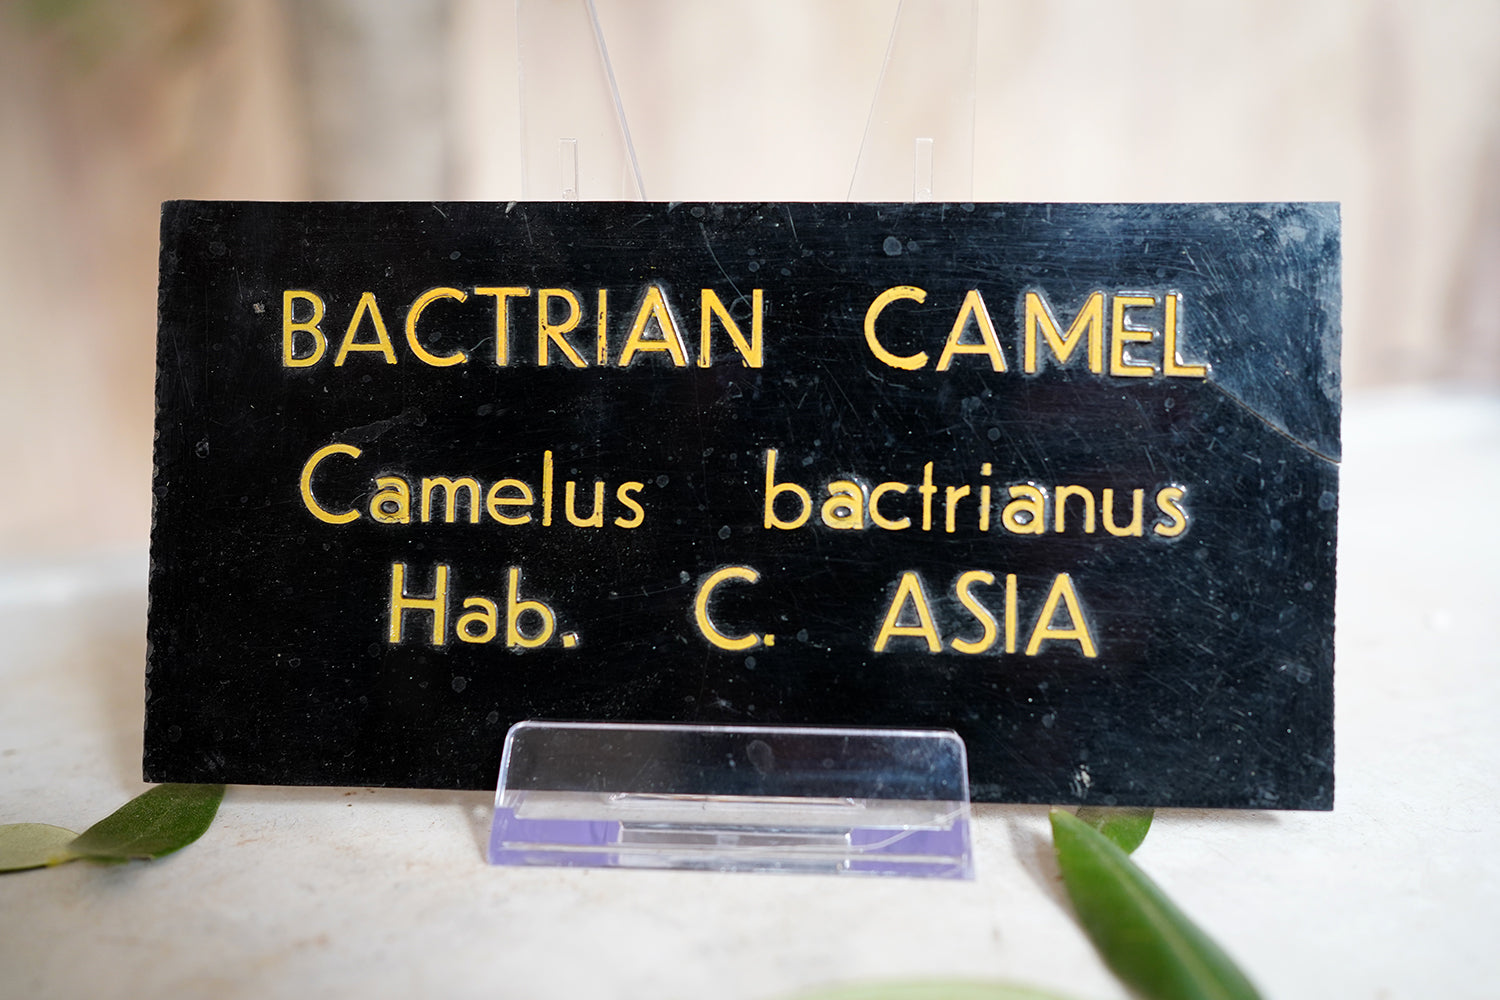 BACTRIAN CAMEL
Camelus bactrianus
Hab. C. ASIA